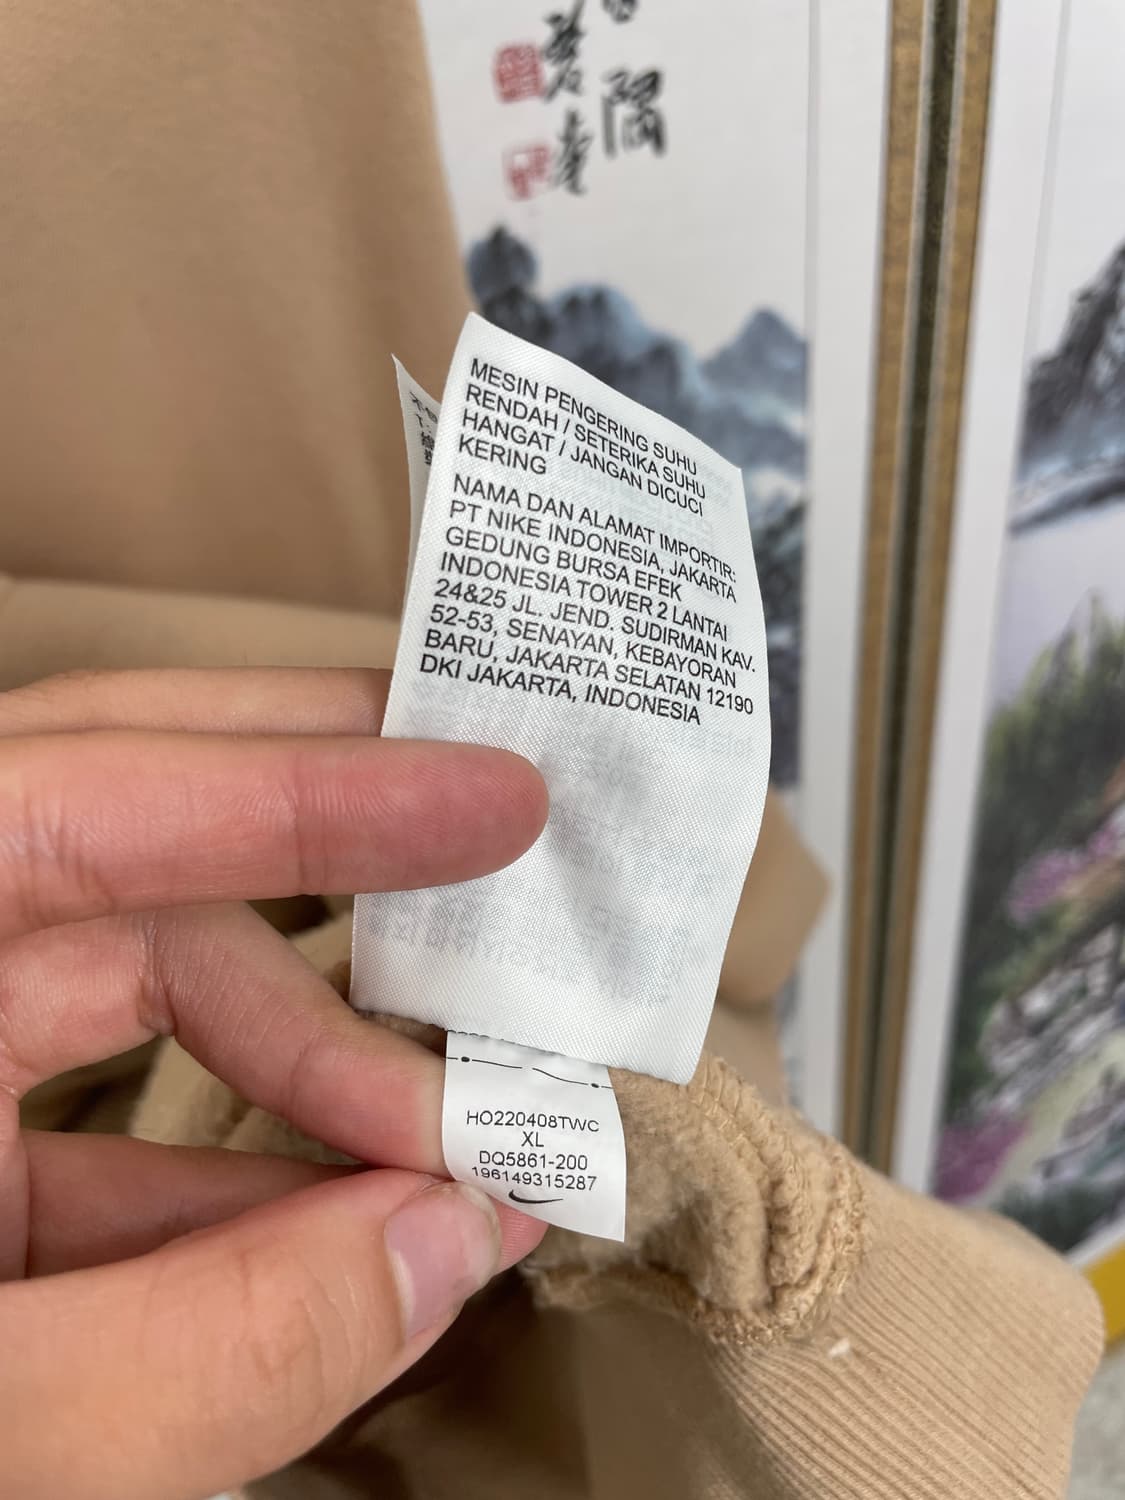 隔
MESIN PENGERING SUHU
RENDAH / SETERIKA SUHU
HANGAT / JANGAN DICUCI
KERING
NAMA DAN ALAMAT IMPORTIR:
PT NIKE INDONESIA, JAKARTA
GEDUNG BURSA EFEK
INDONESIA TOWER 2 LANTAI
24&25 JL. JEND. SUDIRMAN KAV.
52-53, SENAYAN, KEBAYORAN
BARU, JAKARTA SELATAN 12190
DKI JAKARTA, INDONESIA
HO220408TWC
XL
DQ5861-200
196149315287